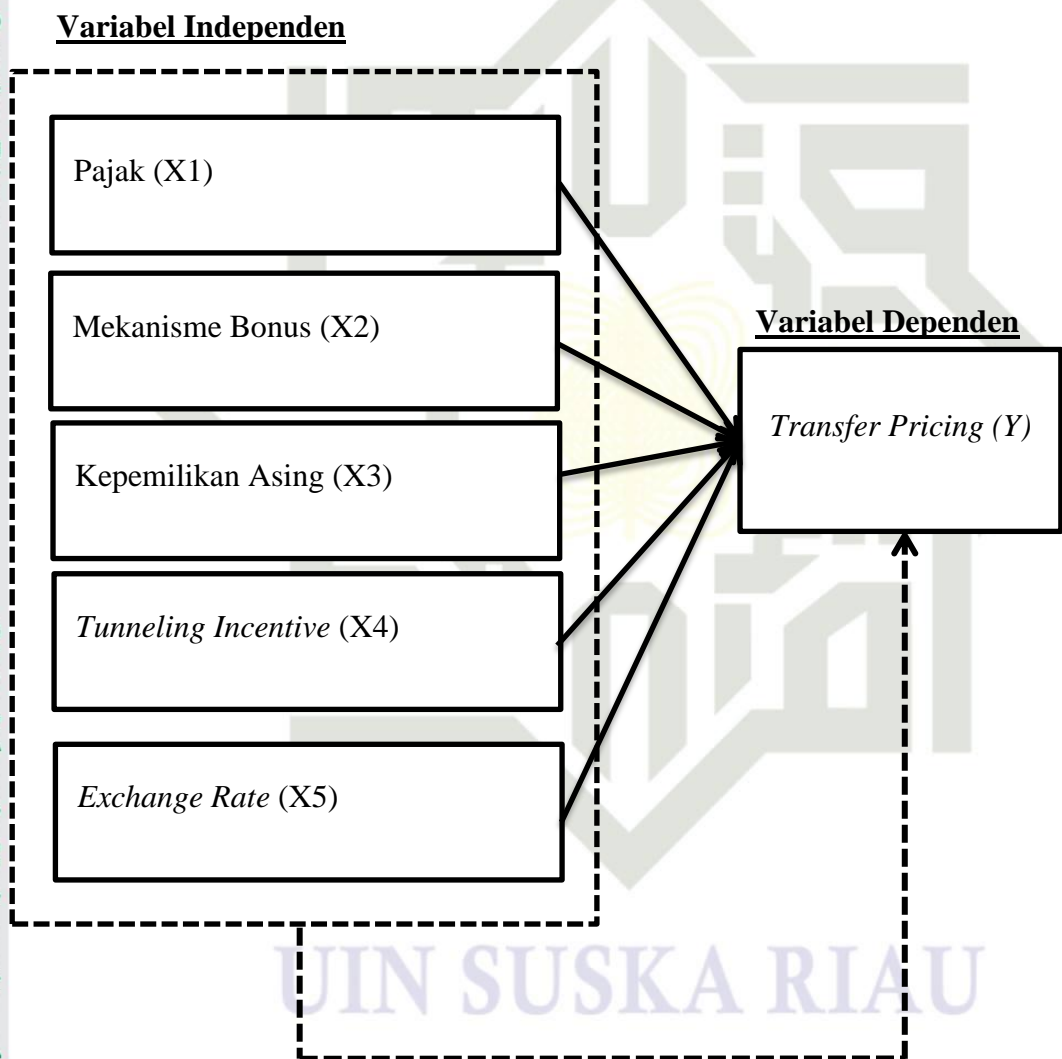 Variabel Independen
Pajak (X1)
Mekanisme Bonus (X2)
Kepemilikan Asing (X3)
Tunneling Incentive (X4)
Exchange Rate (X5)
Variabel Dependen
Transfer Pricing (Y)
UIN SUSKA RIAU